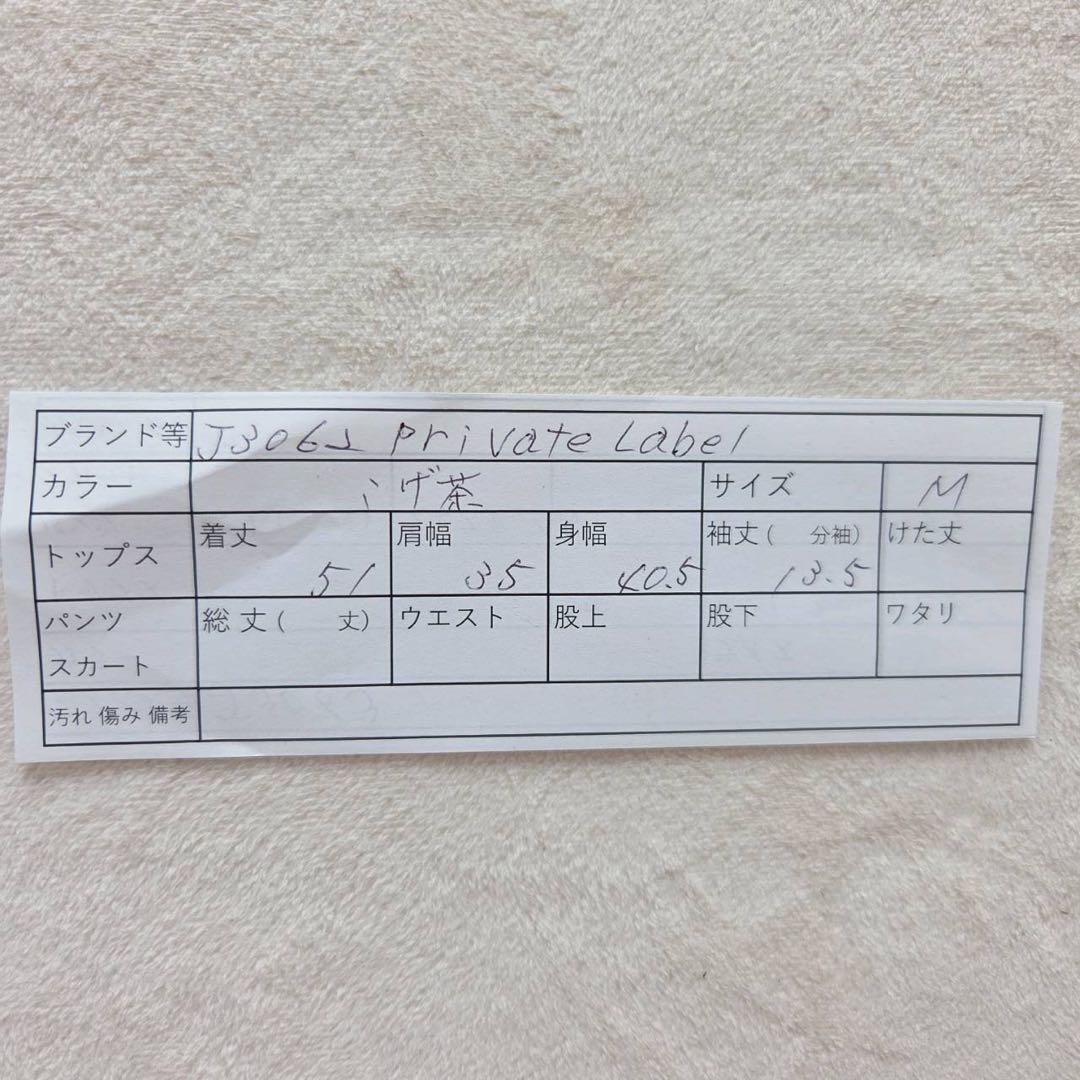 ブランド等 J306J Private Label
カラー こげ茶 サイズ M
トップス 着丈 51 肩幅 35 身幅 40.5 袖丈( 分袖) 13.5 けた丈
パンツ 総丈( 丈) ウエスト 股上 股下 ワタリ
スカート
汚れ 傷み 備考